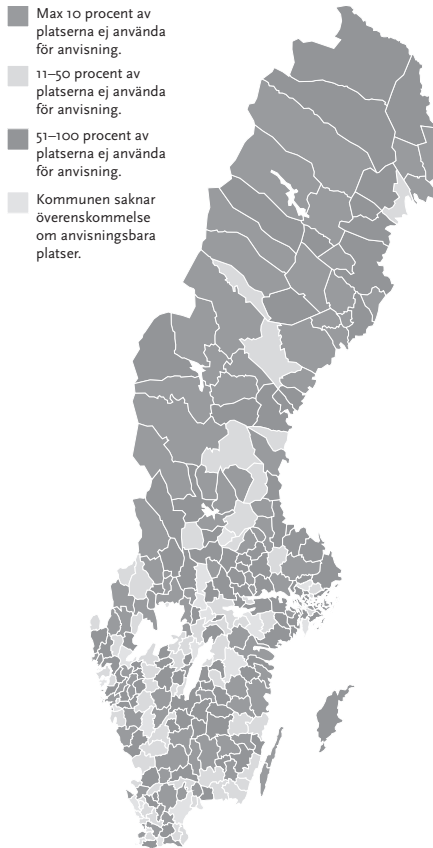 Max 10 procent av
platserna ej använda
för anvisning.
11–50 procent av
platserna ej använda
för anvisning.
51–100 procent av
platserna ej använda
för anvisning.
Kommunen saknar
överenskommelse
om anvisningsbara
platser.